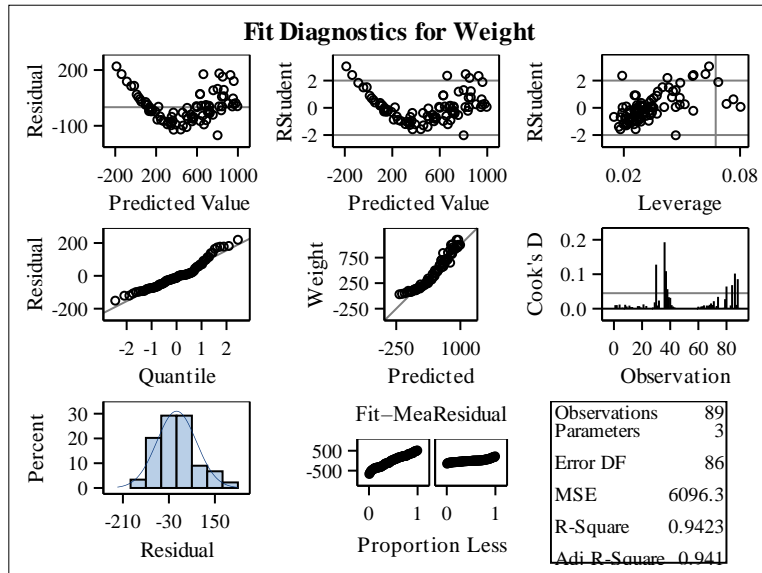 Fit Diagnostics for Weight
Residual
200
-100
-200 200 600 1000
Predicted Value
RStudent
2
0
-2
-200 200 600 1000
Predicted Value
RStudent
2
0
-2
0.02 0.08
Leverage
Residual
200
0
-200
-2 -1 0 1 2
Quantile
Weight
750
250
-250
-250 1000
Predicted
Cook's D
0.2
0.1
0.0
0 20 40 60 80
Observation
Percent
30
20
10
0
-210 -30 150
Residual
Fit–Mea Residual
500
-500
0 1 0 1
Proportion Less
Observations 89
Parameters 3
Error DF 86
MSE 6096.3
R-Square 0.9423
Adj R-Square 0.941